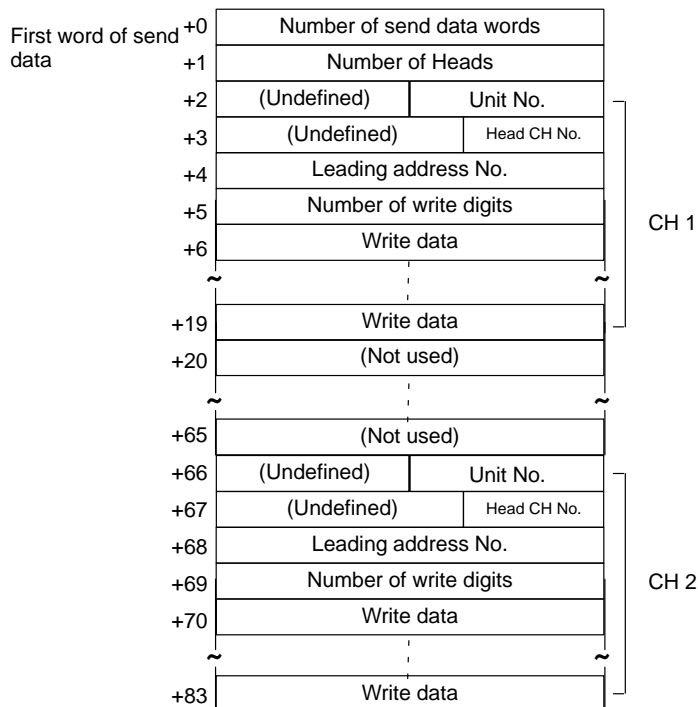 First word of send
data
+0 Number of send data words
+1 Number of Heads
+2 (Undefined) Unit No.
+3 (Undefined) Head CH No.
+4 Leading address No.
+5 Number of write digits
+6 Write data
~ ~
+19 Write data
+20 (Not used)
~ ~
+65 (Not used)
+66 (Undefined) Unit No.
+67 (Undefined) Head CH No.
+68 Leading address No.
+69 Number of write digits
+70 Write data
~ ~
+83 Write data
CH 1
CH 2